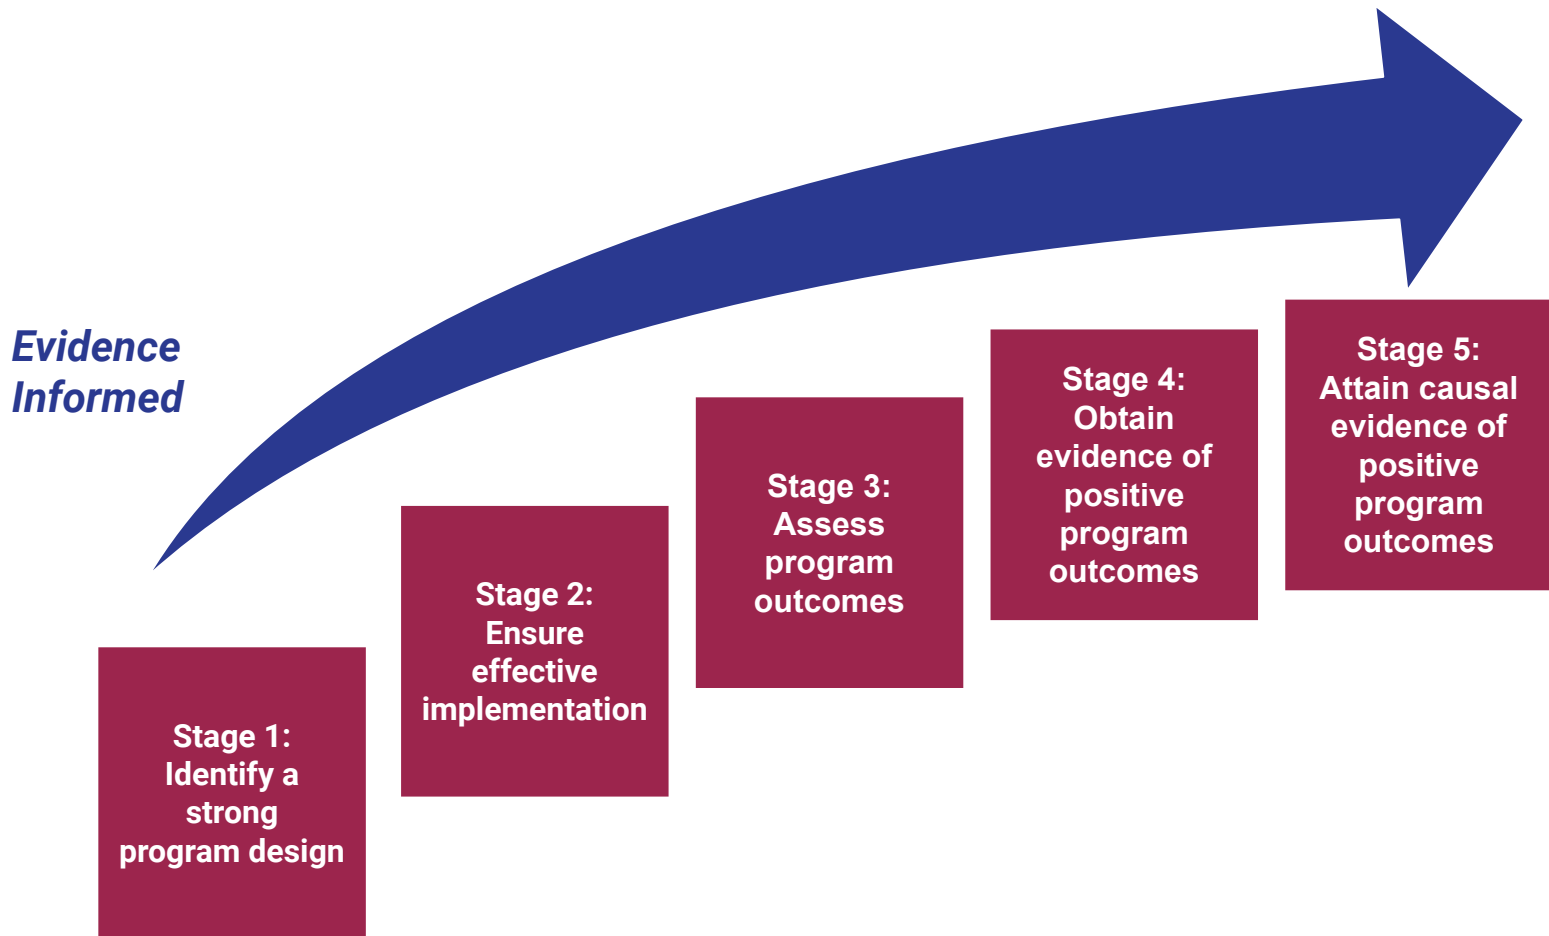 Evidence
Informed
Stage 1:
Identify a
strong
program design
Stage 2:
Ensure
effective
implementation
Stage 3:
Assess
program
outcomes
Stage 4:
Obtain
evidence of
positive
program
outcomes
Stage 5:
Attain causal
evidence of
positive
program
outcomes